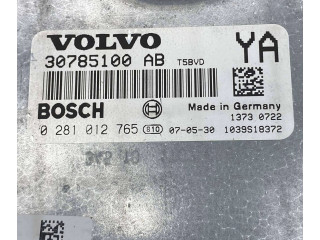 VOLVO YA
30785100 AB T5BVD
BOSCH Made in Germany
1373 0722
0 281 012 765 810 07-05-30 1039S18372